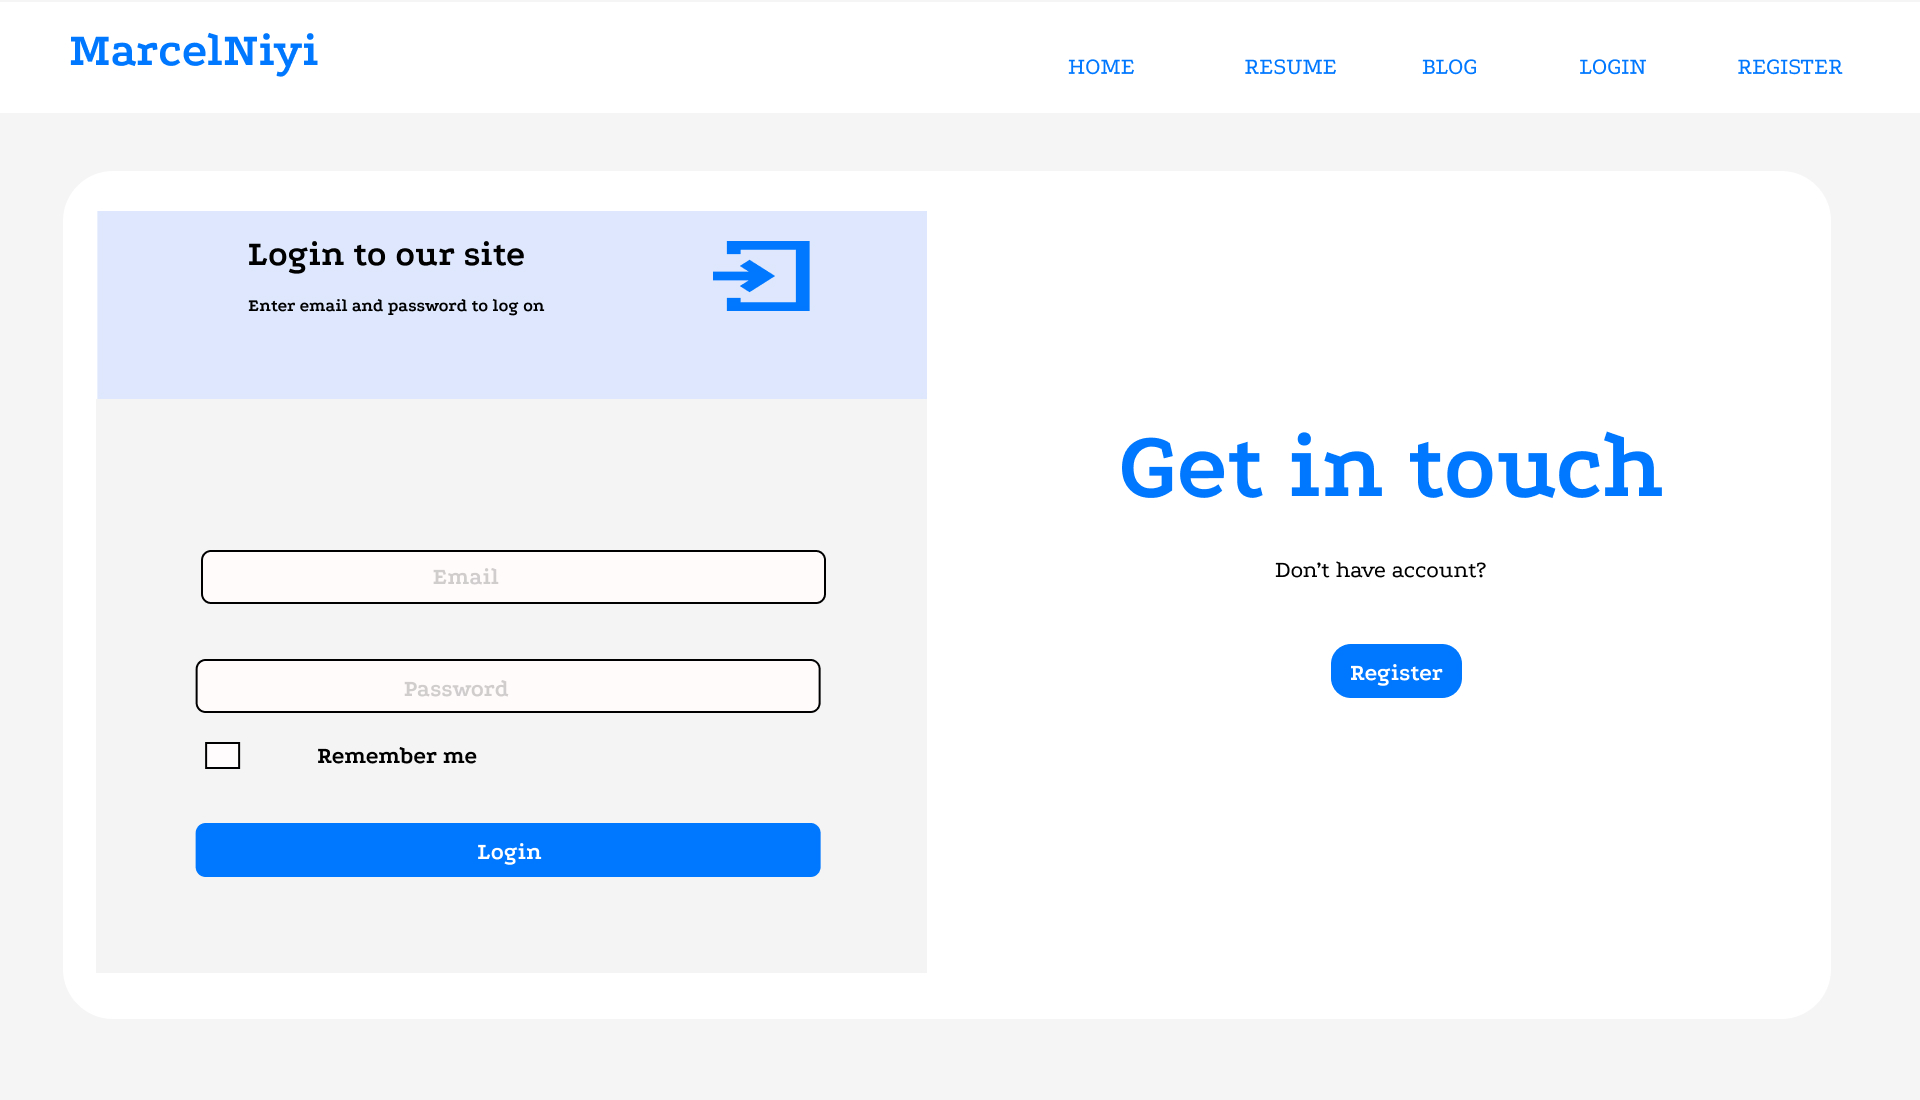 MarcelNiyi
HOME RESUME BLOG LOGIN REGISTER
Login to our site
Enter email and password to log on
Email
Password
Remember me
Login
Get in touch
Don’t have account?
Register